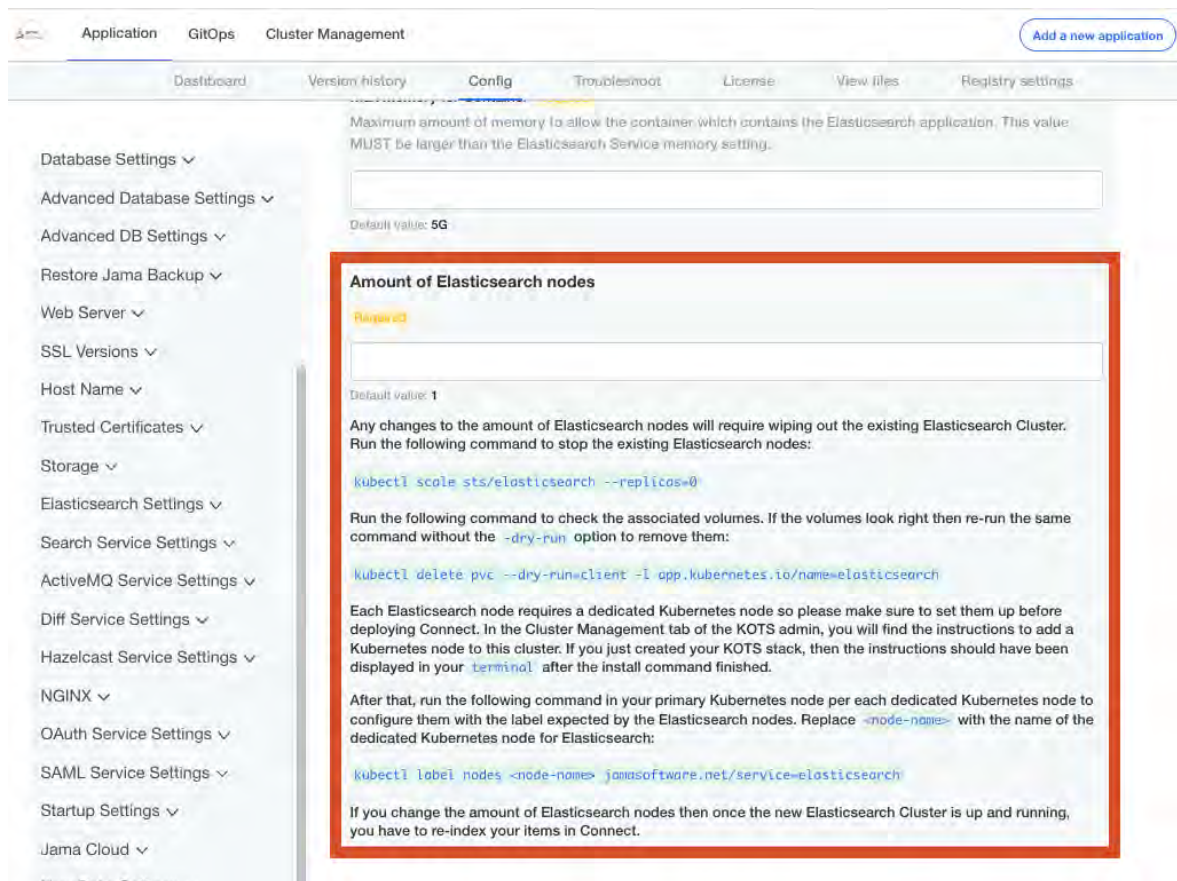 Application GitOps Cluster Management Add a new application
Dashboard Version history Config Troubleshoot License View files Registry settings
Maximum amount of memory to allow the container which contains the Elasticsearch application. This value
MUST be larger than the Elasticsearch Service memory setting.
Default value: 5G
Database Settings
Advanced Database Settings
Advanced DB Settings
Restore Jama Backup
Web Server
SSL Versions
Host Name
Trusted Certificates
Storage
Elasticsearch Settings
Search Service Settings
ActiveMQ Service Settings
Diff Service Settings
Hazelcast Service Settings
NGINX
OAuth Service Settings
SAML Service Settings
Startup Settings
Jama Cloud
Amount of Elasticsearch nodes
Required
Default value: 1
Any changes to the amount of Elasticsearch nodes will require wiping out the existing Elasticsearch Cluster.
Run the following command to stop the existing Elasticsearch nodes:
kubectl scale sts/elasticsearch --replicas=0
Run the following command to check the associated volumes. If the volumes look right then re-run the same
command without the -dry-run option to remove them:
kubectl delete pvc --dry-run=client -l app.kubernetes.io/name=elasticsearch
Each Elasticsearch node requires a dedicated Kubernetes node so please make sure to set them up before
deploying Connect. In the Cluster Management tab of the KOTS admin, you will find the instructions to add a
Kubernetes node to this cluster. If you just created your KOTS stack, then the instructions should have been
displayed in your terminal after the install command finished.
After that, run the following command in your primary Kubernetes node per each dedicated Kubernetes node to
configure them with the label expected by the Elasticsearch nodes. Replace <node-name> with the name of the
dedicated Kubernetes node for Elasticsearch:
kubectl label nodes <node-name> jamasoftware.net/service=elasticsearch
If you change the amount of Elasticsearch nodes then once the new Elasticsearch Cluster is up and running,
you have to re-index your items in Connect.